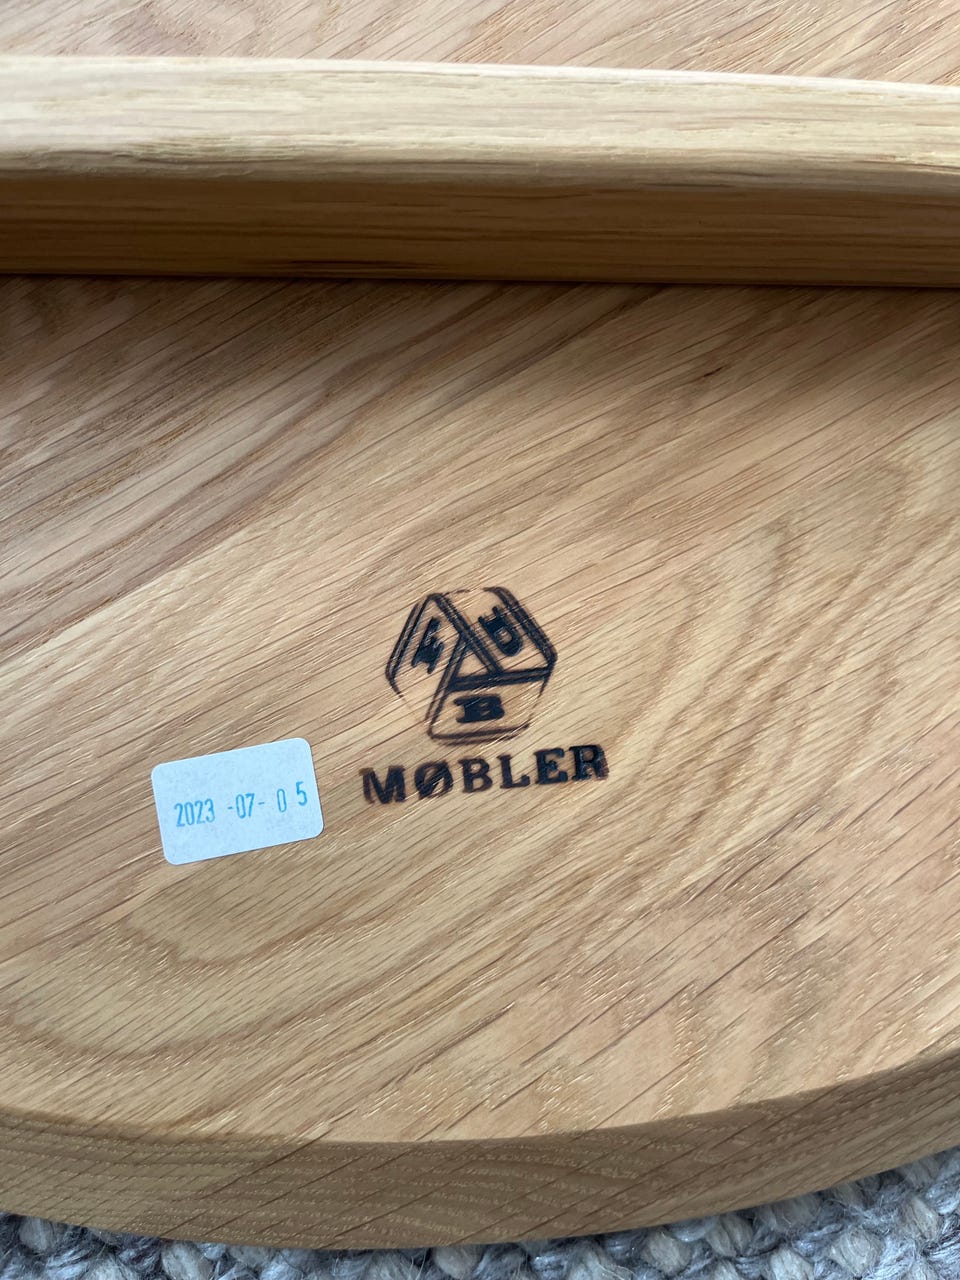 F D
B
MØBLER
2023 -07- 0 5